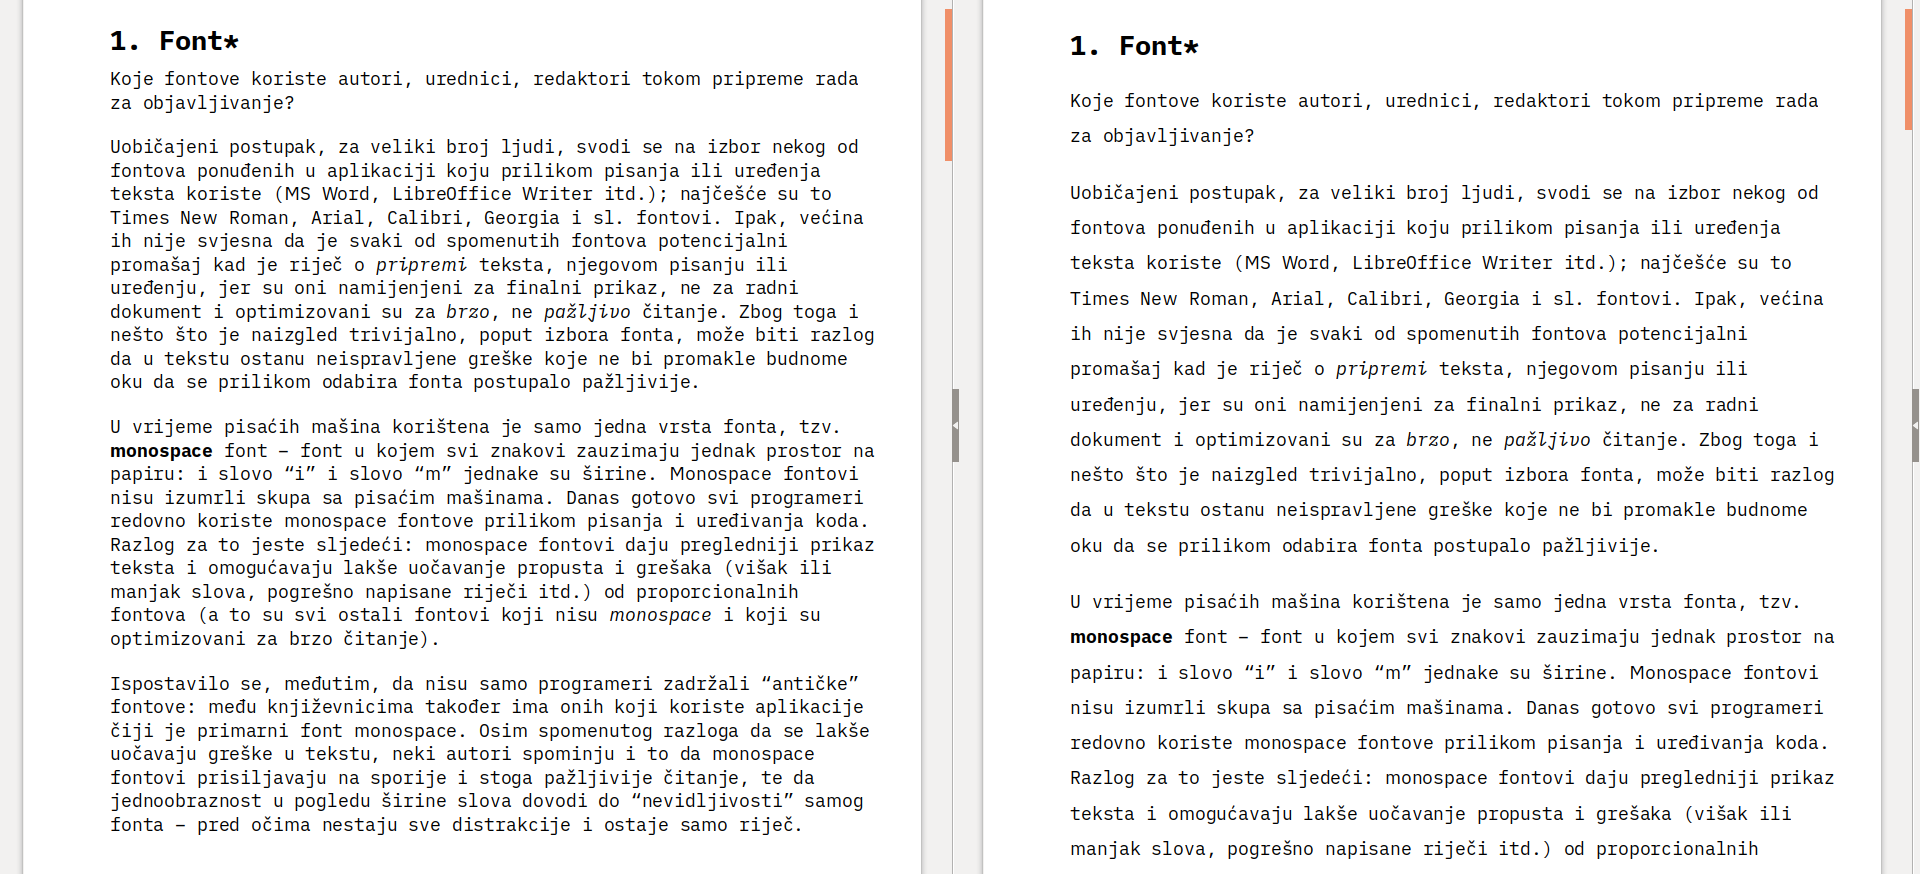 1. Font*
Koje fontove koriste autori, urednici, redaktori tokom pripreme rada
za objavljivanje?
Uobičajeni postupak, za veliki broj ljudi, svodi se na izbor nekog od
fontova ponuđenih u aplikaciji koju prilikom pisanja ili uređenja
teksta koriste (MS Word, LibreOffice Writer itd.); najčešće su to
Times New Roman, Arial, Calibri, Georgia i sl. fontovi. Ipak, većina
ih nije svjesna da je svaki od spomenutih fontova potencijalni
promašaj kad je riječ o pripremi teksta, njegovom pisanju ili
uređenju, jer su oni namijenjeni za finalni prikaz, ne za radni
dokument i optimizovani su za brzo, ne pažljivo čitanje. Zbog toga i
nešto što je naizgled trivijalno, poput izbora fonta, može biti razlog
da u tekstu ostanu neispravljene greške koje ne bi promakle budnome
oku da se prilikom odabira fonta postupalo pažljivije.
U vrijeme pisaćih mašina korištena je samo jedna vrsta fonta, tzv.
monospace font – font u kojem svi znakovi zauzimaju jednak prostor na
papiru: i slovo “i” i slovo “m” jednake su širine. Monospace fontovi
nisu izumrli skupa sa pisaćim mašinama. Danas gotovo svi programeri
redovno koriste monospace fontove prilikom pisanja i uređivanja koda.
Razlog za to jeste sljedeći: monospace fontovi daju pregledniji prikaz
teksta i omogućavaju lakše uočavanje propusta i grešaka (višak ili
manjak slova, pogrešno napisane riječi itd.) od proporcionalnih
fontova (a to su svi ostali fontovi koji nisu monospace i koji su
optimizovani za brzo čitanje).
Ispostavilo se, međutim, da nisu samo programeri zadržali “antičke”
fontove: među književnicima također ima onih koji koriste aplikacije
čiji je primarni font monospace. Osim spomenutog razloga da se lakše
uočavaju greške u tekstu, neki autori spominju i to da monospace
fontovi prisiljavaju na sporije i stoga pažljivije čitanje, te da
jednoobraznost u pogledu širine slova dovodi do “nevidljivosti” samog
fonta – pred očima nestaju sve distrakcije i ostaje samo riječ.
1. Font*
Koje fontove koriste autori, urednici, redaktori tokom pripreme rada
za objavljivanje?
Uobičajeni postupak, za veliki broj ljudi, svodi se na izbor nekog od
fontova ponuđenih u aplikaciji koju prilikom pisanja ili uređenja
teksta koriste (MS Word, LibreOffice Writer itd.); najčešće su to
Times New Roman, Arial, Calibri, Georgia i sl. fontovi. Ipak, većina
ih nije svjesna da je svaki od spomenutih fontova potencijalni
promašaj kad je riječ o pripremi teksta, njegovom pisanju ili
uređenju, jer su oni namijenjeni za finalni prikaz, ne za radni
dokument i optimizovani su za brzo, ne pažljivo čitanje. Zbog toga i
nešto što je naizgled trivijalno, poput izbora fonta, može biti razlog
da u tekstu ostanu neispravljene greške koje ne bi promakle budnome
oku da se prilikom odabira fonta postupalo pažljivije.
U vrijeme pisaćih mašina korištena je samo jedna vrsta fonta, tzv.
monospace font – font u kojem svi znakovi zauzimaju jednak prostor na
papiru: i slovo “i” i slovo “m” jednake su širine. Monospace fontovi
nisu izumrli skupa sa pisaćim mašinama. Danas gotovo svi programeri
redovno koriste monospace fontove prilikom pisanja i uređivanja koda.
Razlog za to jeste sljedeći: monospace fontovi daju pregledniji prikaz
teksta i omogućavaju lakše uočavanje propusta i grešaka (višak ili
manjak slova, pogrešno napisane riječi itd.) od proporcionalnih